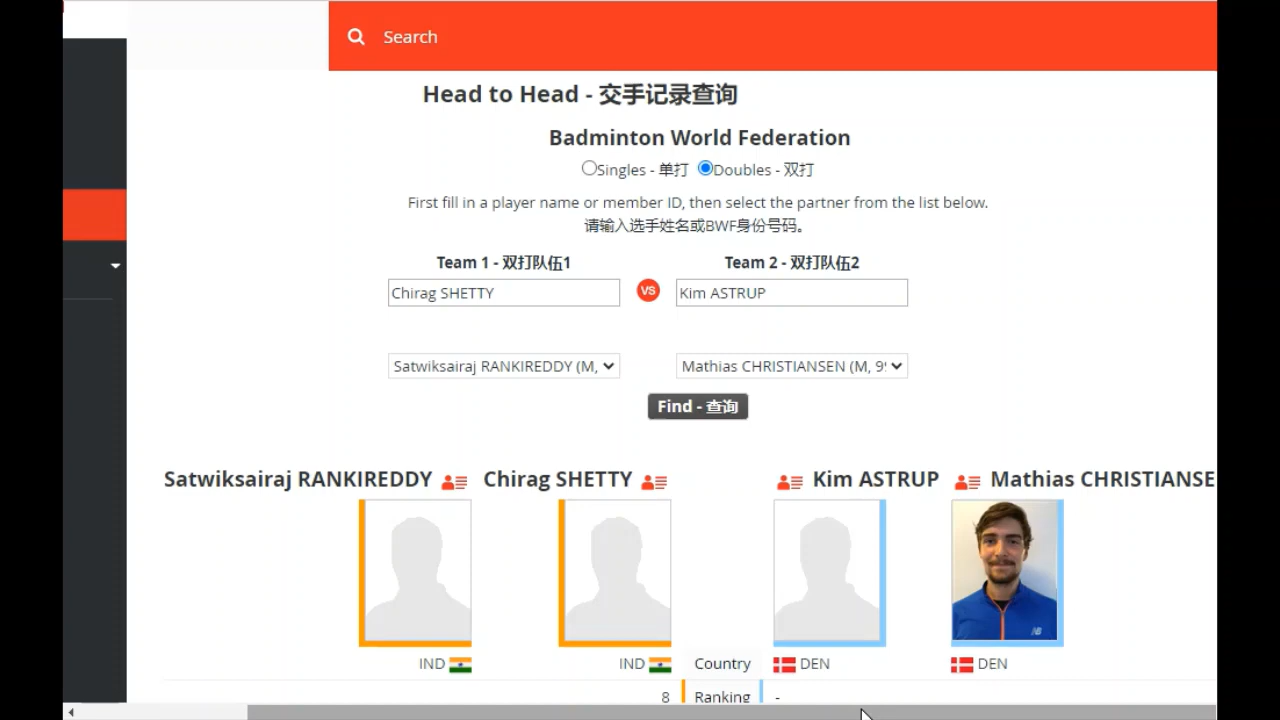 Search
Head to Head - 交手记录查询
Badminton World Federation
Singles - 单打 Doubles - 双打
First fill in a player name or member ID, then select the partner from the list below.
请输入选手姓名或BWF身份号码。
Team 1 - 双打队伍1 Team 2 - 双打队伍2
Chirag SHETTY VS Kim ASTRUP
Satwiksairaj RANKIREDDY (M, Mathias CHRISTIANSEN (M, 9
Find - 查询
Satwiksairaj RANKIREDDY Chirag SHETTY Kim ASTRUP Mathias CHRISTIANSE
IND IND Country DEN DEN
8 Ranking -